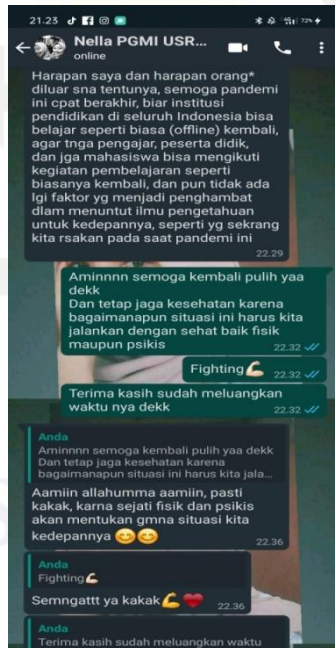 21.23
72%
Nella PGMI USR...
online
Harapan saya dan harapan orang*
diluar sna tentunya, semoga pandemi
ini cpat berakhir, biar institusi
pendidikan di seluruh Indonesia bisa
belajar seperti biasa (offline) kembali,
agar tnga pengajar, peserta didik,
dan jga mahasiswa bisa mengikuti
kegiatan pembelajaran seperti
biasanya kembali, dan pun tidak ada
lgi faktor yg menjadi penghambat
dlam menuntut ilmu pengetahuan
untuk kedepannya, seperti yg sekrang
kita rsakan pada saat pandemi ini
22.29
Aminnnn semoga kembali pulih yaa
dekk
Dan tetap jaga kesehatan karena
bagaimanapun situasi ini harus kita
jalankan dengan sehat baik fisik
maupun psikis
22.32
Fighting💪
22.32
Terima kasih sudah meluangkan
waktu nya dekk
22.32
Anda
Aminnnn semoga kembali pulih yaa dekk
Dan tetap jaga kesehatan karena
bagaimanapun situasi ini harus kita jala...
Aamiin allahumma aamiin, pasti
kakak, karna sejati fisik dan psikis
akan mentukan gmna situasi kita
kedepannya 😊😊
22.36
Anda
Fighting💪
Semngattt ya kakak💪❤️
22.36
Anda
Terima kasih sudah meluangkan waktu